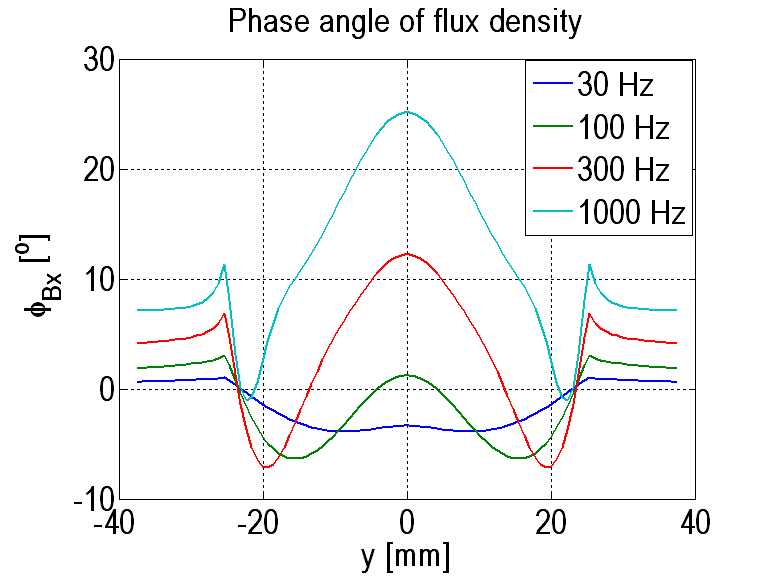 Phase angle of flux density
30
20
10
0
-10
-40
-20
0
20
40
ϕBx [º]
y [mm]
30 Hz
100 Hz
300 Hz
1000 Hz